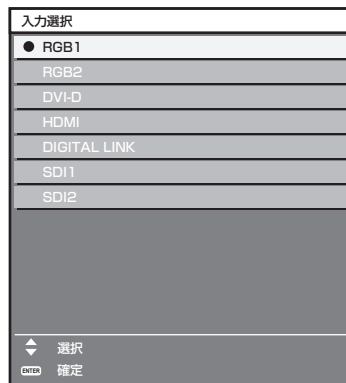 入力選択
RGB1
RGB2
DVI-D
HDMI
DIGITAL LINK
SDI1
SDI2
選択
ENTER 確定